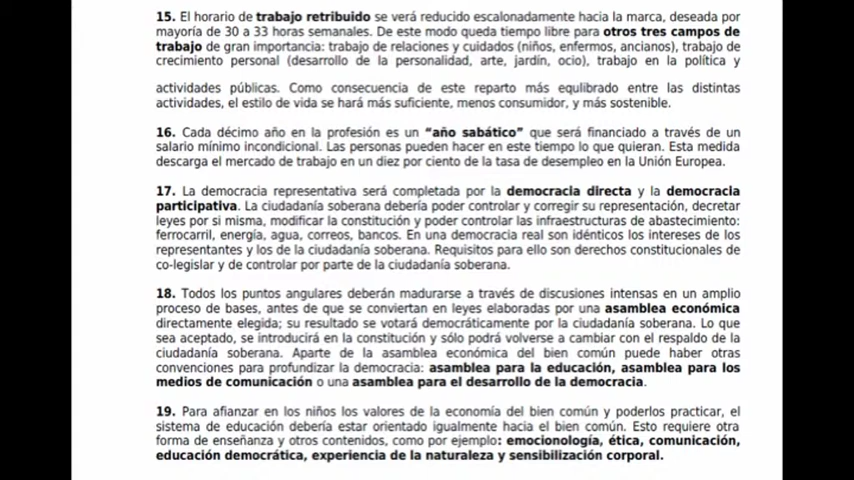 15. El horario de trabajo retribuido se verá reducido escalonadamente hacia la marca, deseada por
mayoría de 30 a 33 horas semanales. De este modo queda tiempo libre para otros tres campos de
trabajo de gran importancia: trabajo de relaciones y cuidados (niños, enfermos, ancianos), trabajo de
crecimiento personal (desarrollo de la personalidad, arte, jardín, ocio), trabajo en la política y
actividades públicas. Como consecuencia de este reparto más equlibrado entre las distintas
actividades, el estilo de vida se hará más suficiente, menos consumidor, y más sostenible.
16. Cada décimo año en la profesión es un “año sabático” que será financiado a través de un
salario mínimo incondicional. Las personas pueden hacer en este tiempo lo que quieran. Esta medida
descarga el mercado de trabajo en un diez por ciento de la tasa de desempleo en la Unión Europea.
17. La democracia representativa será completada por la democracia directa y la democracia
participativa. La ciudadanía soberana debería poder controlar y corregir su representación, decretar
leyes por si misma, modificar la constitución y poder controlar las infraestructuras de abastecimiento:
ferrocarril, energía, agua, correos, bancos. En una democracia real son idénticos los intereses de los
representantes y los de la ciudadanía soberana. Requisitos para ello son derechos constitucionales de
co-legislar y de controlar por parte de la ciudadanía soberana.
18. Todos los puntos angulares deberán madurarse a través de discusiones intensas en un amplio
proceso de bases, antes de que se conviertan en leyes elaboradas por una asamblea económica
directamente elegida; su resultado se votará democráticamente por la ciudadanía soberana. Lo que
sea aceptado, se introducirá en la constitución y sólo podrá volverse a cambiar con el respaldo de la
ciudadanía soberana. Aparte de la asamblea económica del bien común puede haber otras
convenciones para profundizar la democracia: asamblea para la educación, asamblea para los
medios de comunicación o una asamblea para el desarrollo de la democracia.
19. Para afianzar en los niños los valores de la economía del bien común y poderlos practicar, el
sistema de educación debería estar orientado igualmente hacia el bien común. Esto requiere otra
forma de enseñanza y otros contenidos, como por ejemplo: emocionología, ética, comunicación,
educación democrática, experiencia de la naturaleza y sensibilización corporal.